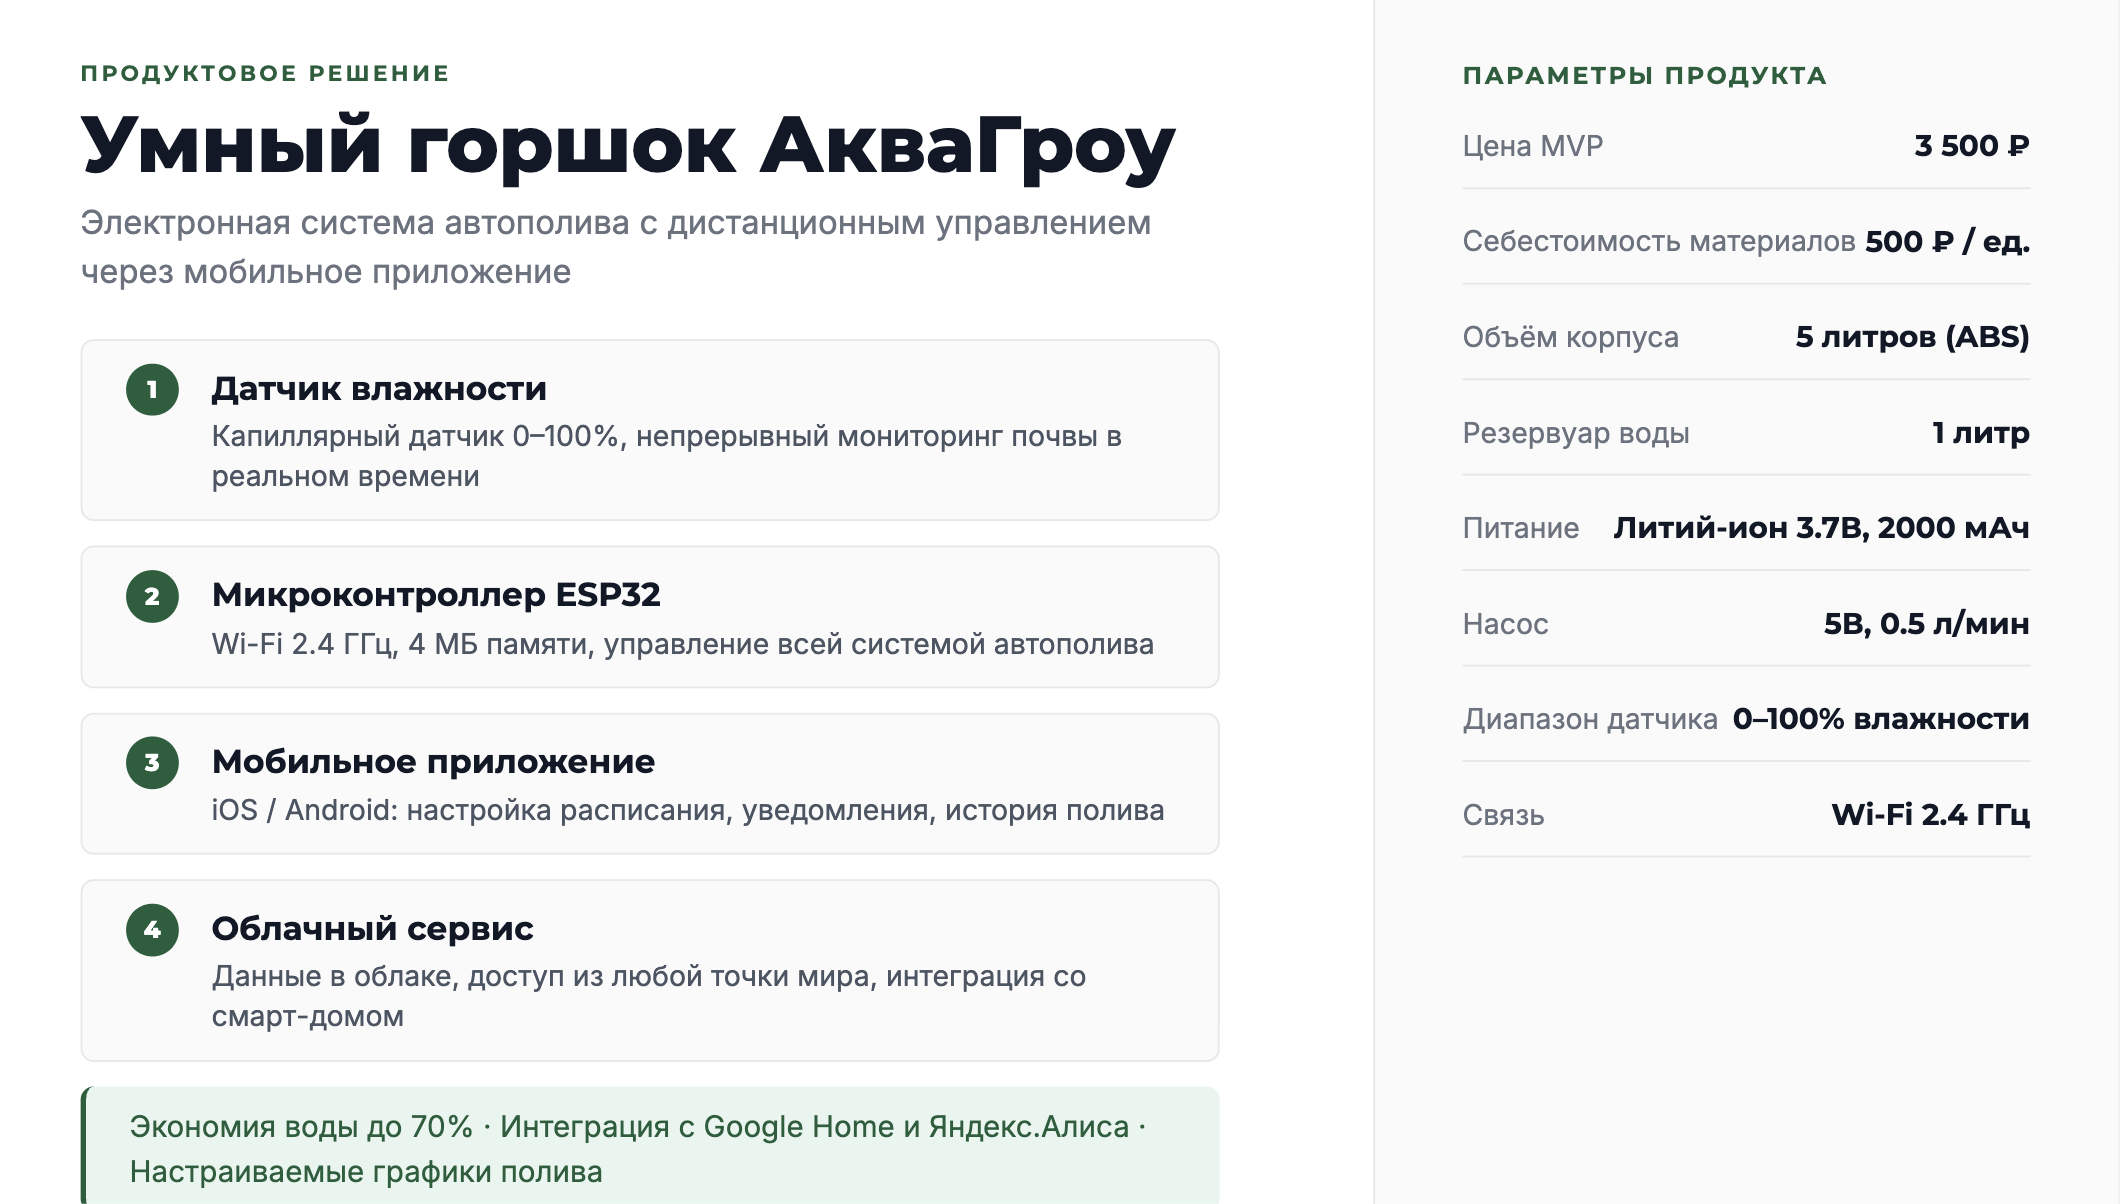 ПРОДУКТОВОЕ РЕШЕНИЕ
Умный горшок АкваГроу
Электронная система автополива с дистанционным управлением
через мобильное приложение
1 Датчик влажности
Капиллярный датчик 0–100%, непрерывный мониторинг почвы в
реальном времени
2 Микроконтроллер ESP32
Wi-Fi 2.4 ГГц, 4 МБ памяти, управление всей системой автополива
3 Мобильное приложение
iOS / Android: настройка расписания, уведомления, история полива
4 Облачный сервис
Данные в облаке, доступ из любой точки мира, интеграция со
смарт-домом
Экономия воды до 70% · Интеграция с Google Home и Яндекс.Алиса ·
Настраиваемые графики полива
ПАРАМЕТРЫ ПРОДУКТА
Цена MVP 3 500 ₽
Себестоимость материалов 500 ₽ / ед.
Объём корпуса 5 литров (ABS)
Резервуар воды 1 литр
Питание Литий-ион 3.7В, 2000 мАч
Насос 5В, 0.5 л/мин
Диапазон датчика 0–100% влажности
Связь Wi-Fi 2.4 ГГц